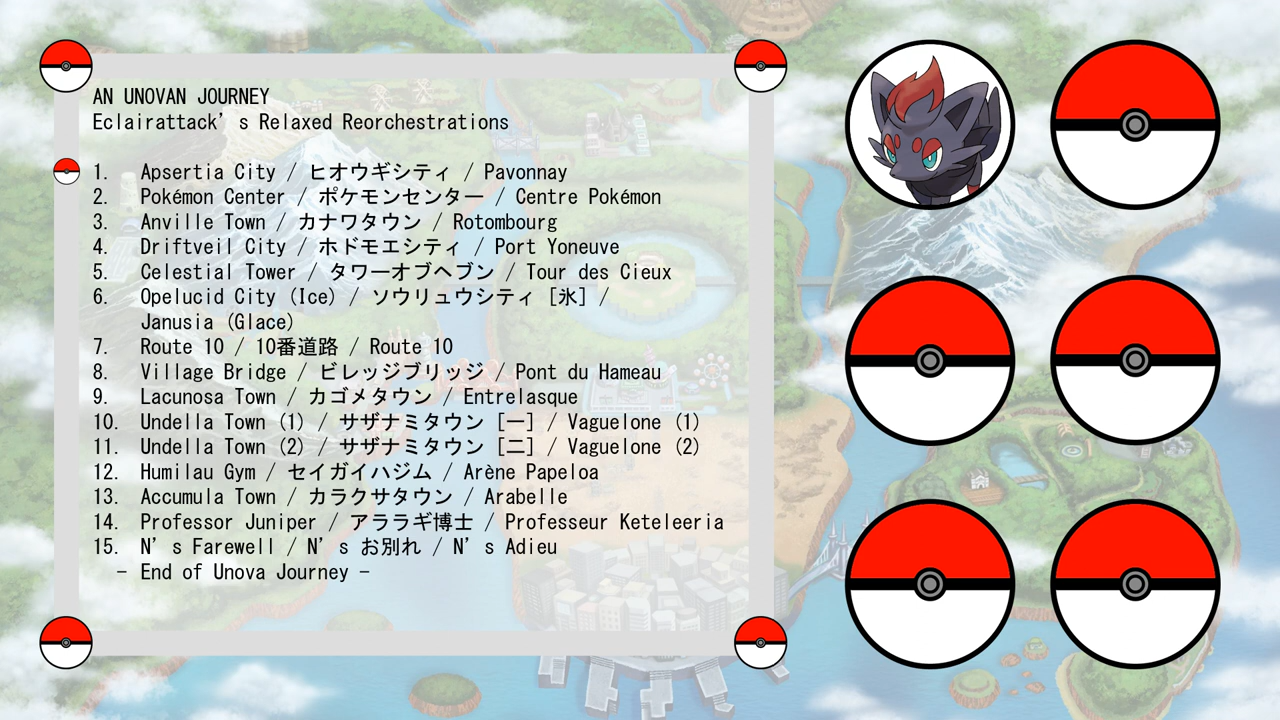 AN UNOVAN JOURNEY
Eclairattack’s Relaxed Reorchestrations
1. Apsertia City / ヒオウギシティ / Pavonnay
2. Pokémon Center / ポケモンセンター / Centre Pokémon
3. Anville Town / カナワタウン / Rotombourg
4. Driftveil City / ホドモエシティ / Port Yoneuve
5. Celestial Tower / タワーオブヘブン / Tour des Cieux
6. Opelucid City (Ice) / ソウリュウシティ [氷] /
Janusia (Glace)
7. Route 10 / 10番道路 / Route 10
8. Village Bridge / ビレッジブリッジ / Pont du Hameau
9. Lacunosa Town / カゴメタウン / Entrelasque
10. Undella Town (1) / サザナミタウン [一] / Vaguelone (1)
11. Undella Town (2) / サザナミタウン [二] / Vaguelone (2)
12. Humilau Gym / セイガイハジム / Arène Papeloa
13. Accumula Town / カラクサタウン / Arabelle
14. Professor Juniper / アララギ博士 / Professeur Keteleeria
15. N’s Farewell / N’s お別れ / N’s Adieu
- End of Unova Journey -